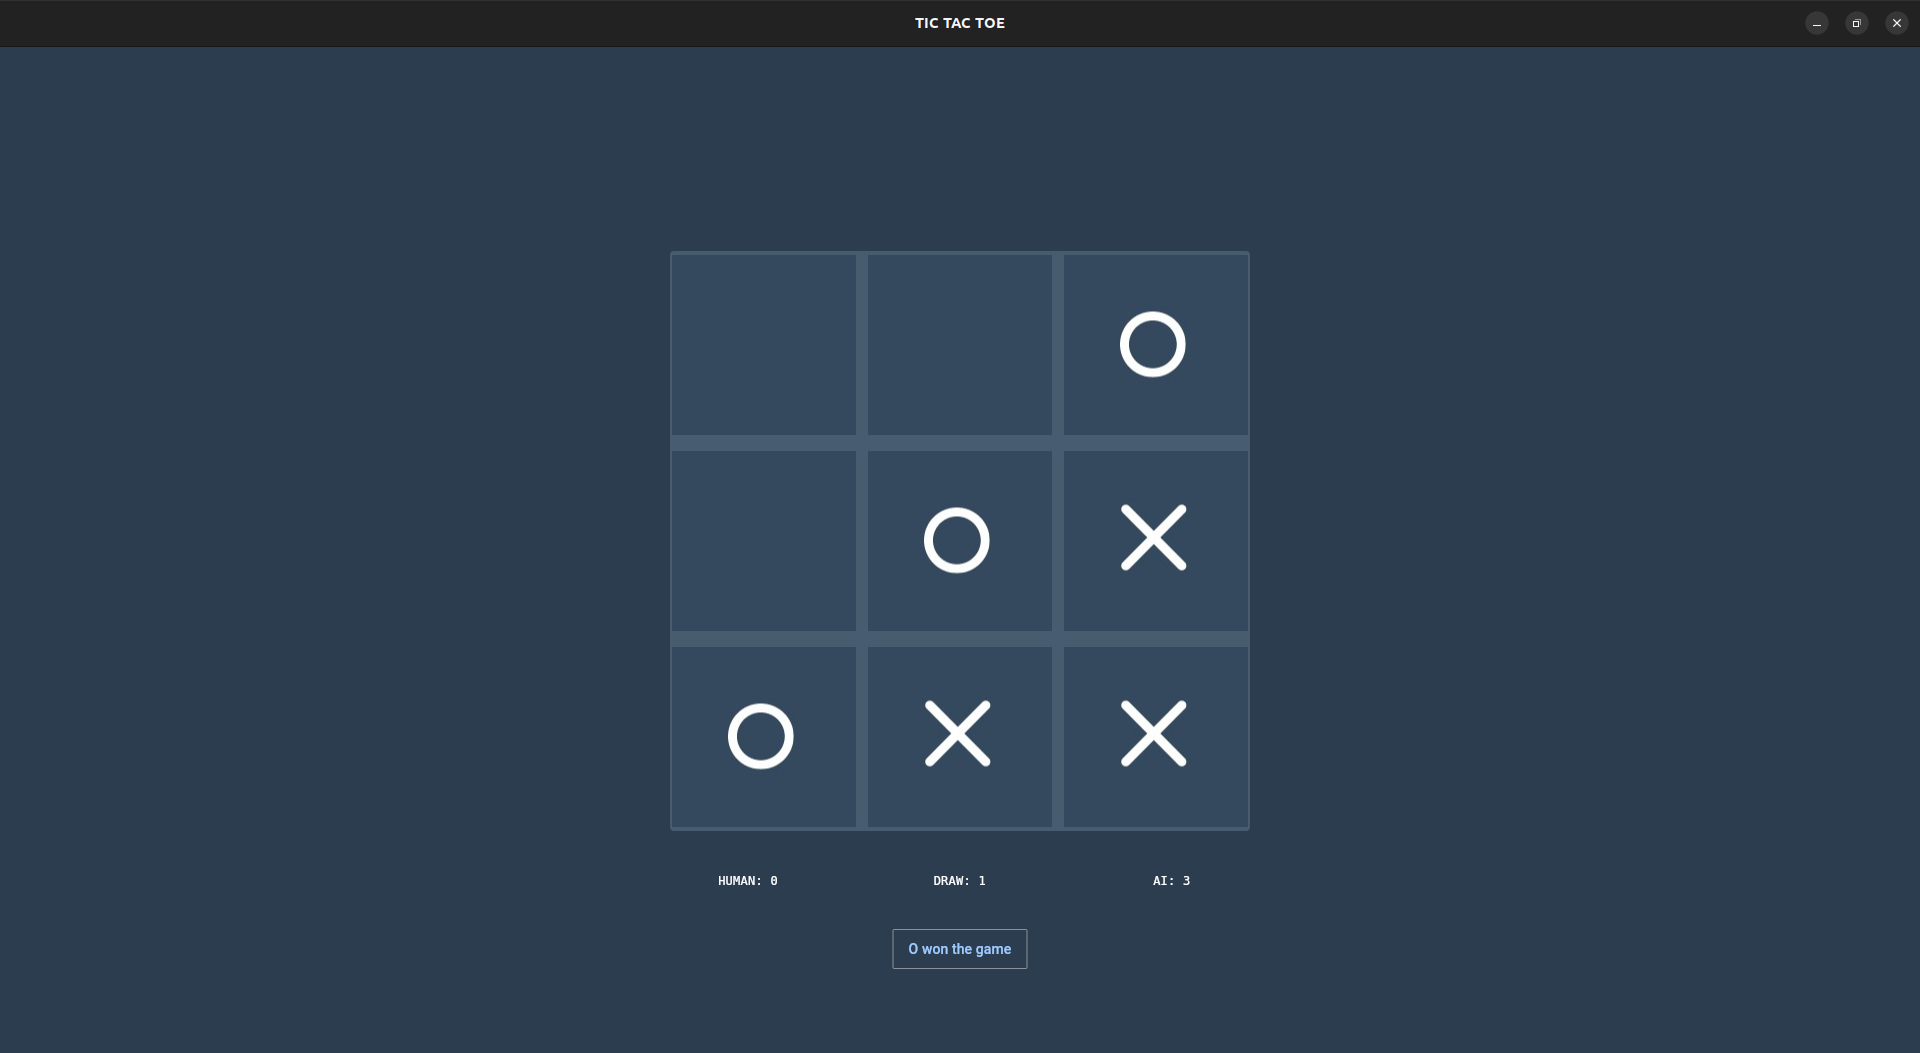 TIC TAC TOE
O
O X
O X X
HUMAN: 0 DRAW: 1 AI: 3
O won the game